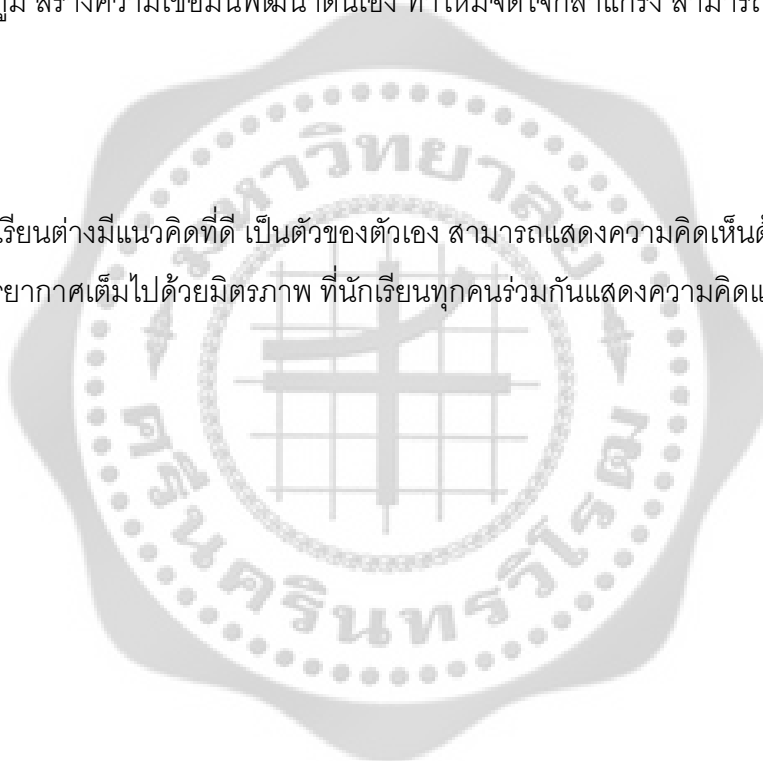 สร้างความเชื่อมั่นพัฒนาตนเอง ทำให้มีจิตใจกล้าแกร่ง
มหาวิทยาลัย
เรียนต่างมีแนวคิดที่ดี เป็นตัวของตัวเอง สามารถแสดงความคิดเห็น
ยากาศเต็มไปด้วยมิตรภาพ ที่นักเรียนทุกคนร่วมกันแสดงความคิด
ศรีนครินทรวิโรฒ